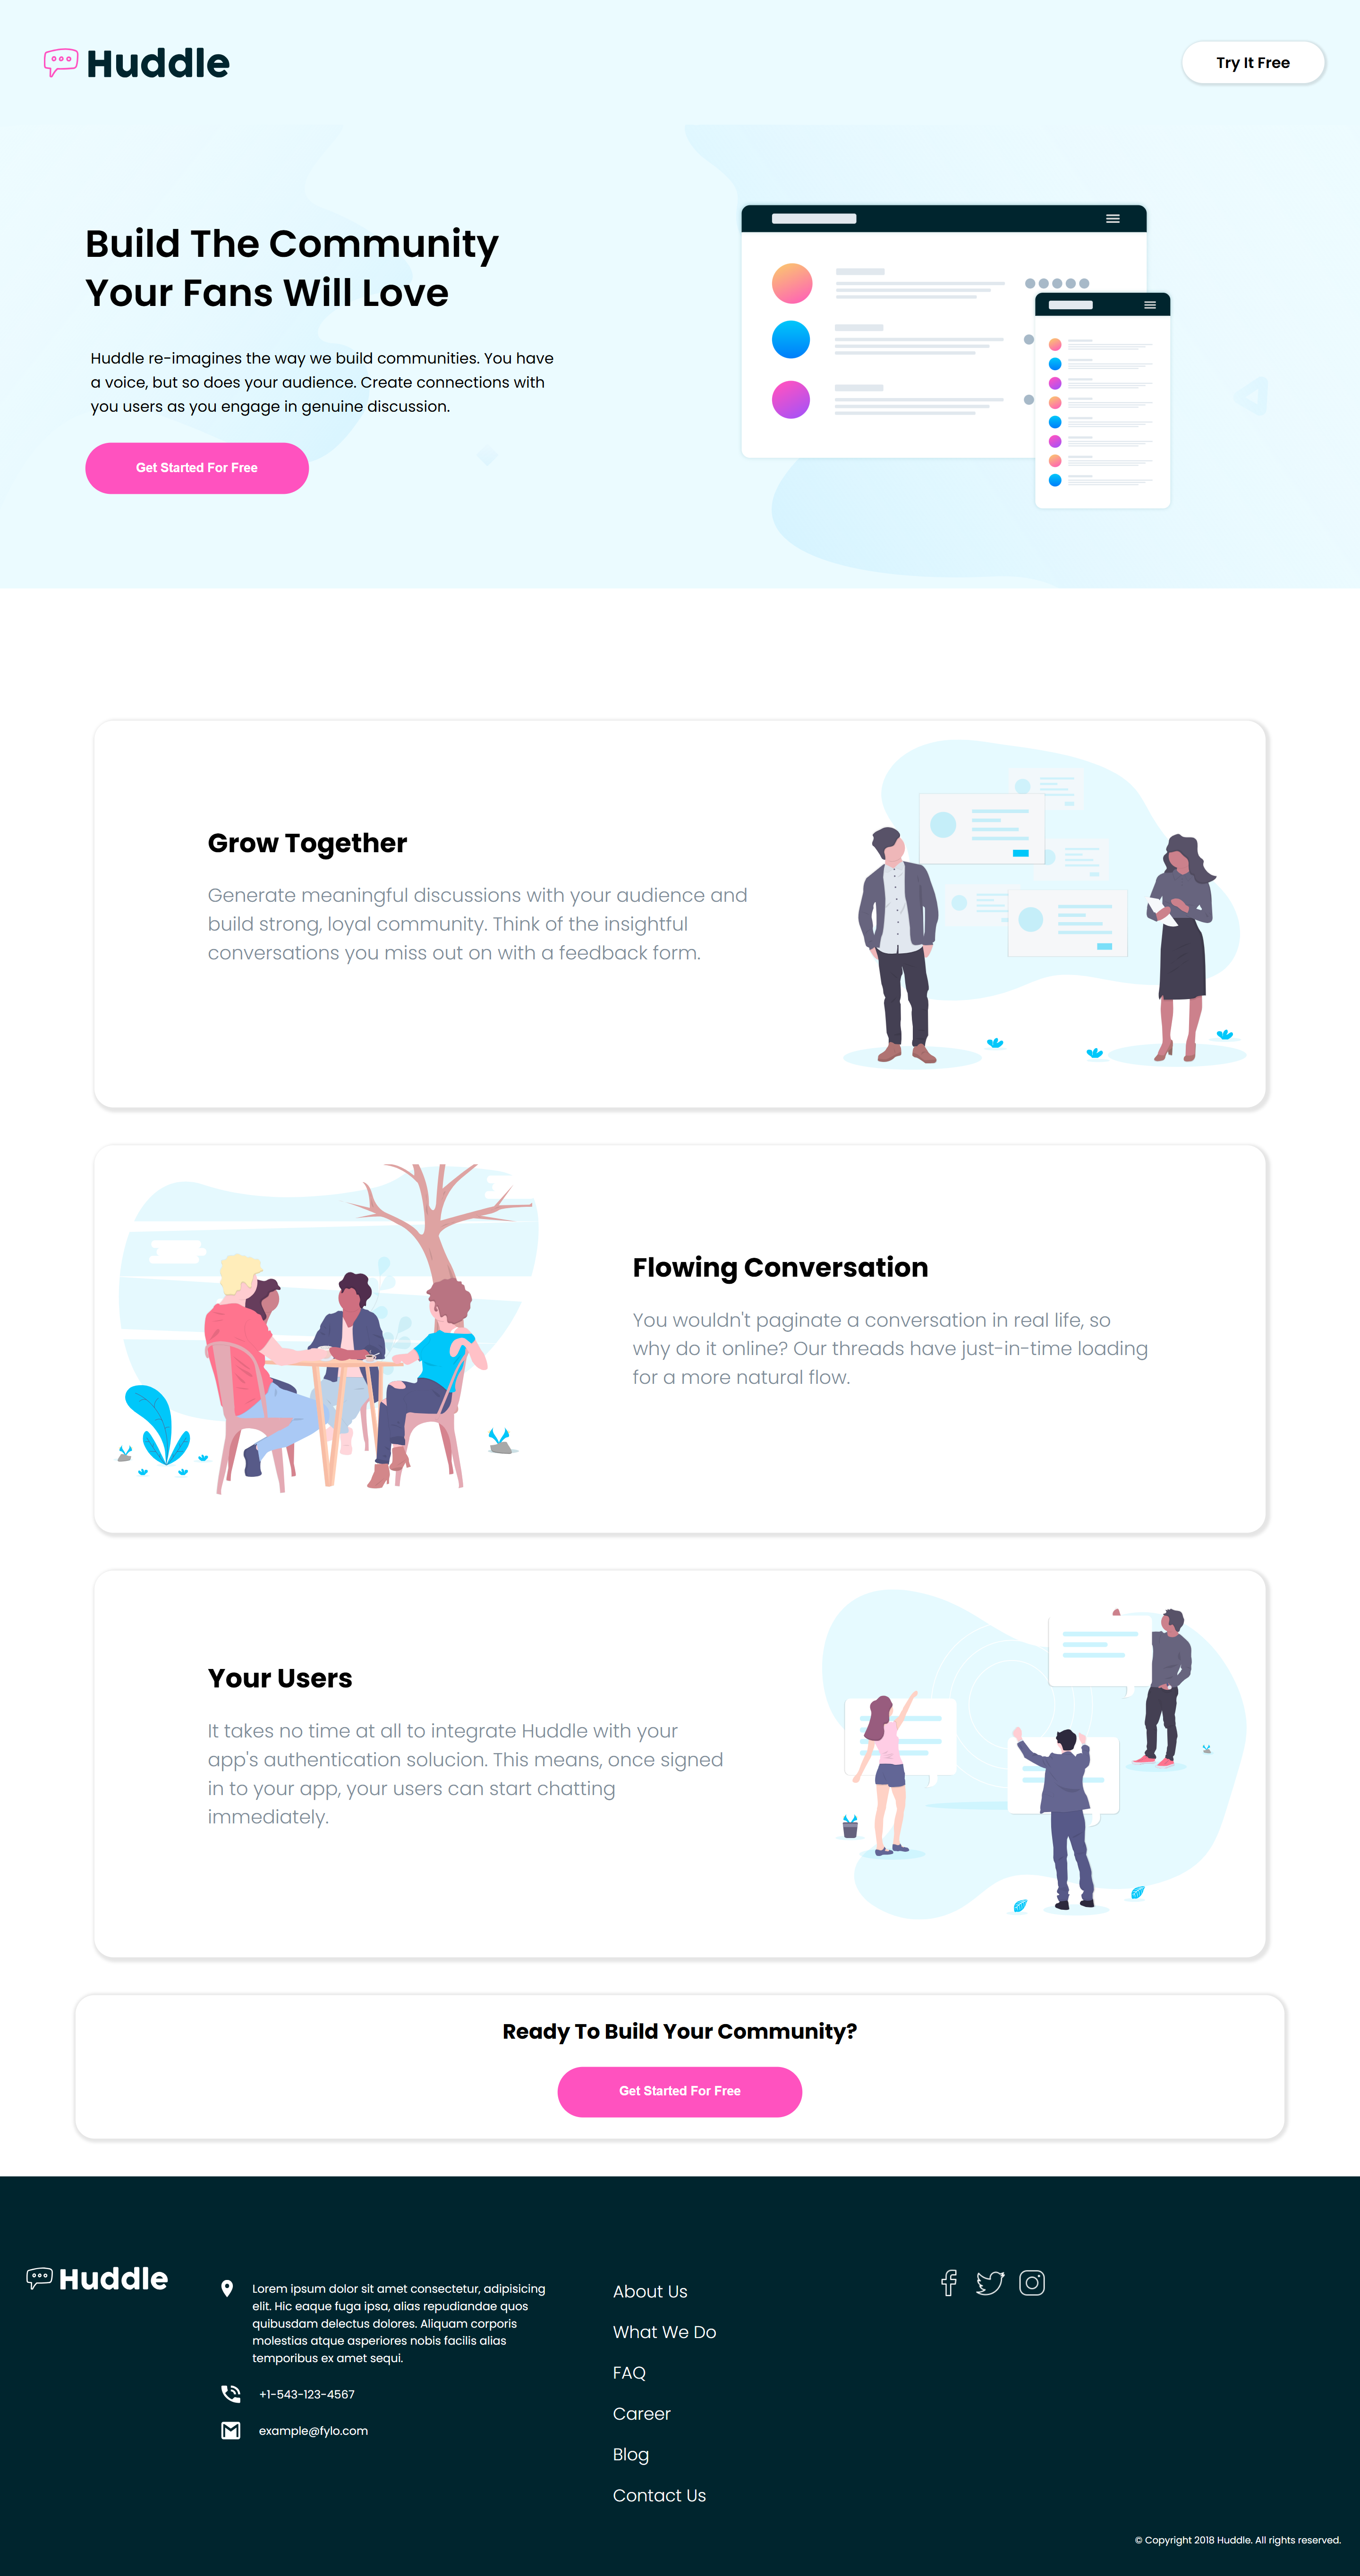 Huddle
Try It Free
Build The Community
Your Fans Will Love
Huddle re-imagines the way we build communities. You have
a voice, but so does your audience. Create connections with
you users as you engage in genuine discussion.
Get Started For Free
Grow Together
Generate meaningful discussions with your audience and
build strong, loyal community. Think of the insightful
conversations you miss out on with a feedback form.
Flowing Conversation
You wouldn't paginate a conversation in real life, so
why do it online? Our threads have just-in-time loading
for a more natural flow.
Your Users
It takes no time at all to integrate Huddle with your
app's authentication solucion. This means, once signed
in to your app, your users can start chatting
immediately.
Ready To Build Your Community?
Get Started For Free
Huddle
Lorem ipsum dolor sit amet consectetur, adipisicing
elit. Hic eaque fuga ipsa, alias repudiandae quos
quibusdam delectus dolores. Aliquam corporis
molestias atque asperiores nobis facilis alias
temporibus ex amet sequi.
+1-543-123-4567
example@fylo.com
About Us
What We Do
FAQ
Career
Blog
Contact Us
© Copyright 2018 Huddle. All rights reserved.